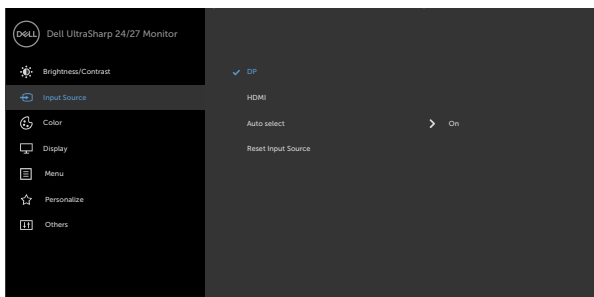 DELL Dell UltraSharp 24/27 Monitor
Brightness/Contrast
DP
Input Source
HMDI
Color
Auto select On
Display
Reset Input Source
Menu
Personalize
Others